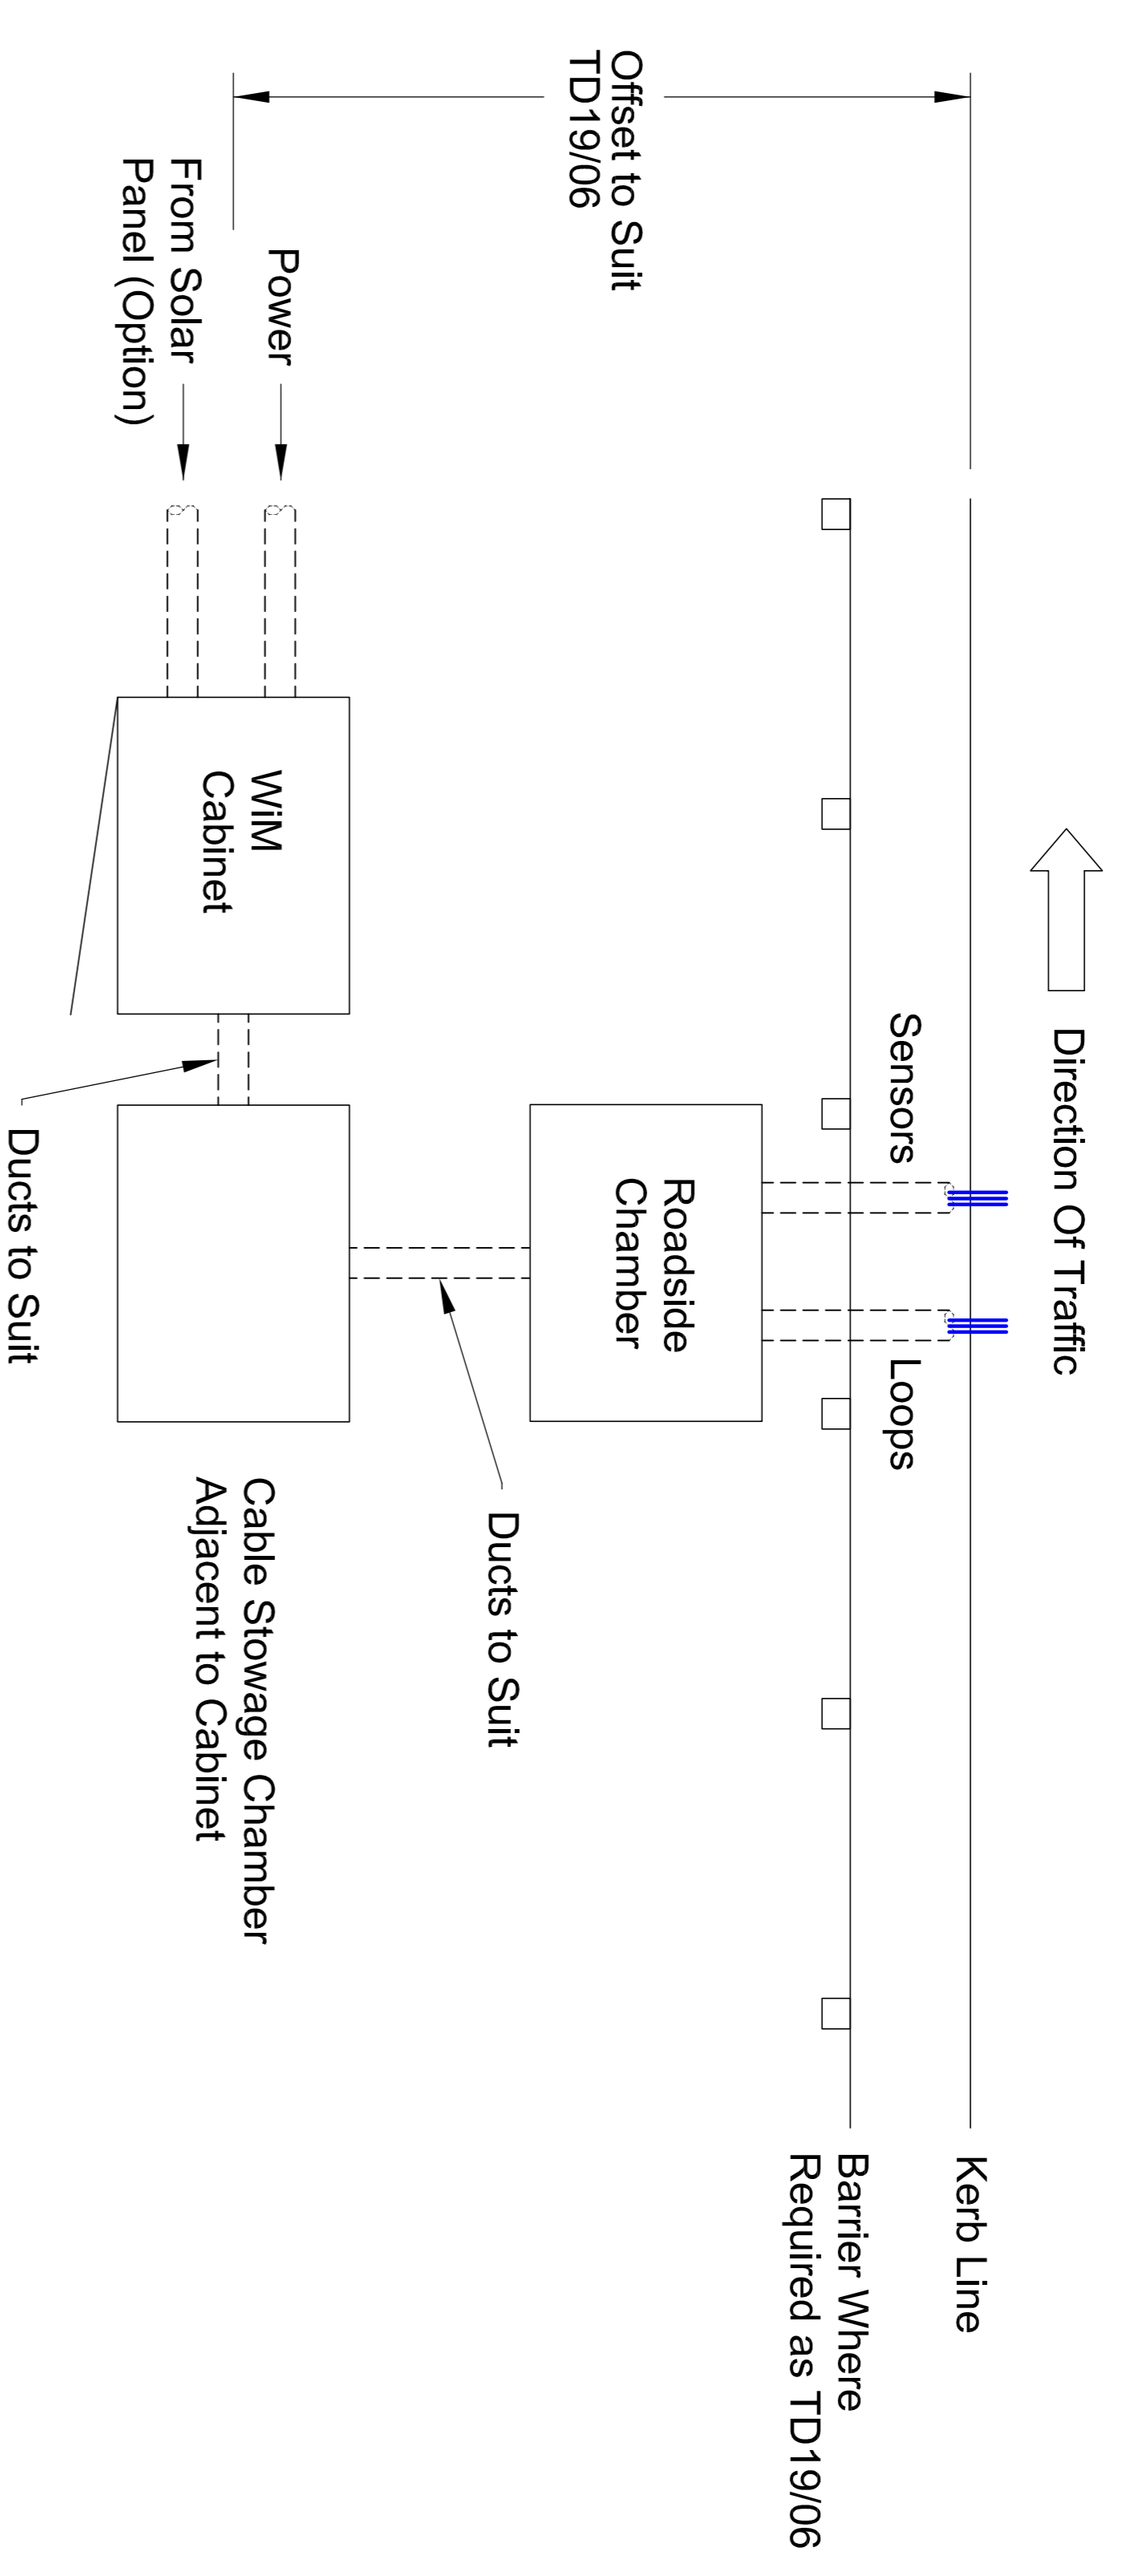 Direction Of Traffic
Kerb Line
Sensors
Loops
Barrier Where
Required as TD19/06
Offset to Suit
TD19/06
Roadside
Chamber
Ducts to Suit
Power
From Solar
Panel (Option)
WiM
Cabinet
Cable Stowage Chamber
Adjacent to Cabinet
Ducts to Suit